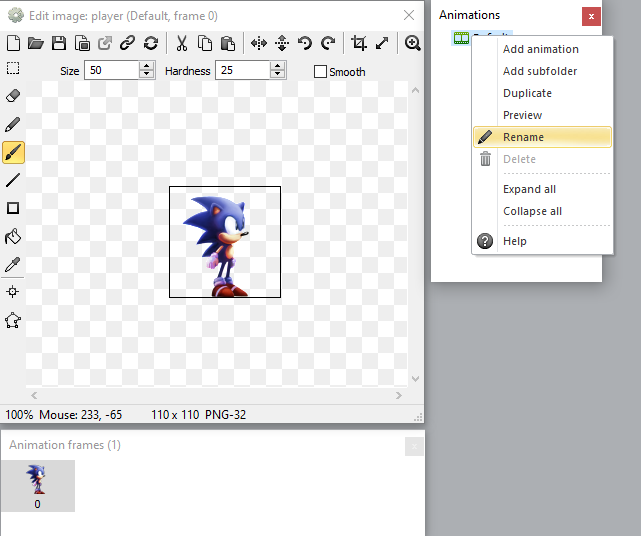 Edit image: player (Default, frame 0)
Size 50 Hardness 25 Smooth
100% Mouse: 233, -65 110 x 110 PNG-32
Animation frames (1)
0
Animations
Add animation
Add subfolder
Duplicate
Preview
Rename
Delete
Expand all
Collapse all
Help